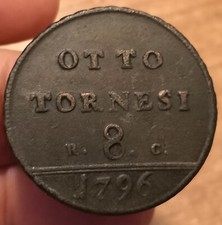 OTTO
TORNESI
8
R. C.
1796